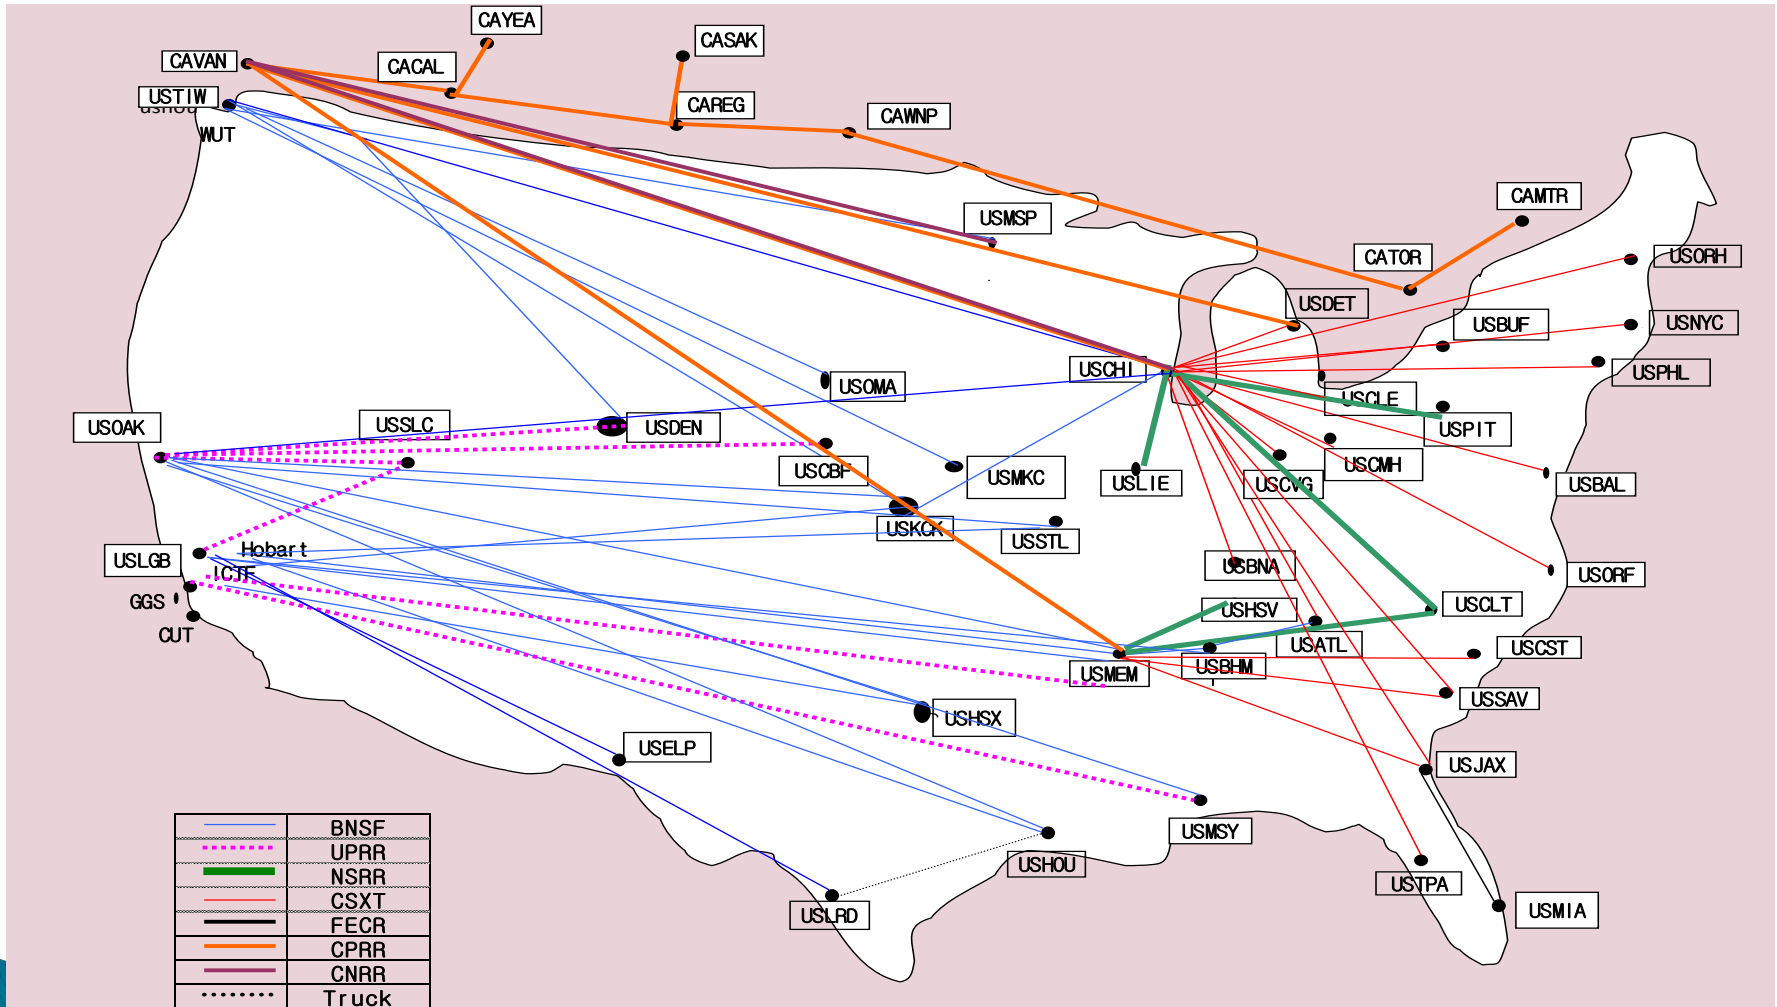 CAYEA
CASAK
CAVAN
CACAL
USTIW
ushou
CAREG
CAWNP
WUT
CAMTR
USMSP
CATOR
USORH
USDET
USBUF
USNYC
USCHI
USPHL
USOMA
USCLE
USOAK
USSLC
USDEN
USPIT
USCBF
USMKC
USCMH
USLIE
USCVG
USBAL
USKCK
USSTL
Hobart
USLGB
ICTF
USBNA
USORF
GGS
USHSV
USCLT
CUT
USATL
USCST
USMEM
USBHM
USSAV
USHSX
USELP
USJAX
BNSF
USMSY
UPRR
USHOU
NSRR
USTPA
CSXT
USLRD
USMIA
FECR
CPRR
CNRR
Truck